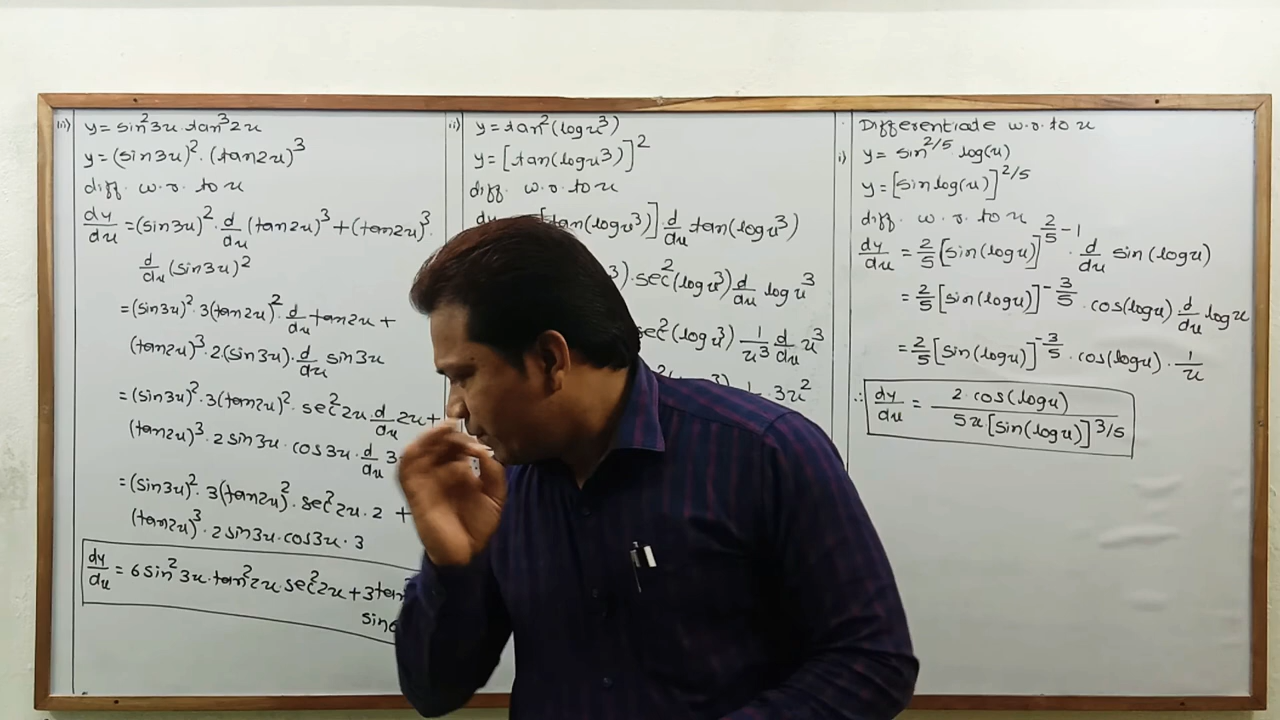 iii) y = sin²3x · tan³2x
y = (sin3x)² · (tan2x)³
diff. w.r. to x
dy/dx = (sin3x)² · d/dx (tan2x)³ + (tan2x)³ ·
d/dx (sin3x)²
= (sin3x)² · 3(tan2x)² · d/dx tan2x +
(tan2x)³ · 2(sin3x) · d/dx sin3x
= (sin3x)² · 3(tan2x)² · sec²2x · d/dx 2x +
(tan2x)³ · 2 sin3x · cos3x · d/dx 3
= (sin3x)² · 3(tan2x)² · sec²2x · 2 +
(tan2x)³ · 2 sin3x · cos3x · 3
dy/dx = 6 sin²3x · tan²2x · sec²2x + 3 tan
sin6
ii) y = tan²(logx³)
y = [tan(logx³)]²
diff. w.r. to x
tan(logx³)] · d/dx tan(logx³)
³) · sec²(logx³) d/dx logx³
sec²(logx³) · 1/x³ d/dx x³
· 3x²
Differentiate w.r. to x
i) y = sin^2/5 log(x)
y = [sin log(x)]^2/5
diff. w.r. to x
dy/dx = 2/5 [sin(logx)]^2/5 - 1 · d/dx sin(logx)
= 2/5 [sin(logx)]^-3/5 · cos(logx) d/dx logx
= 2/5 [sin(logx)]^-3/5 · cos(logx) · 1/x
∴ dy/dx = 2 cos(logx) / 5x[sin(logx)]^3/5